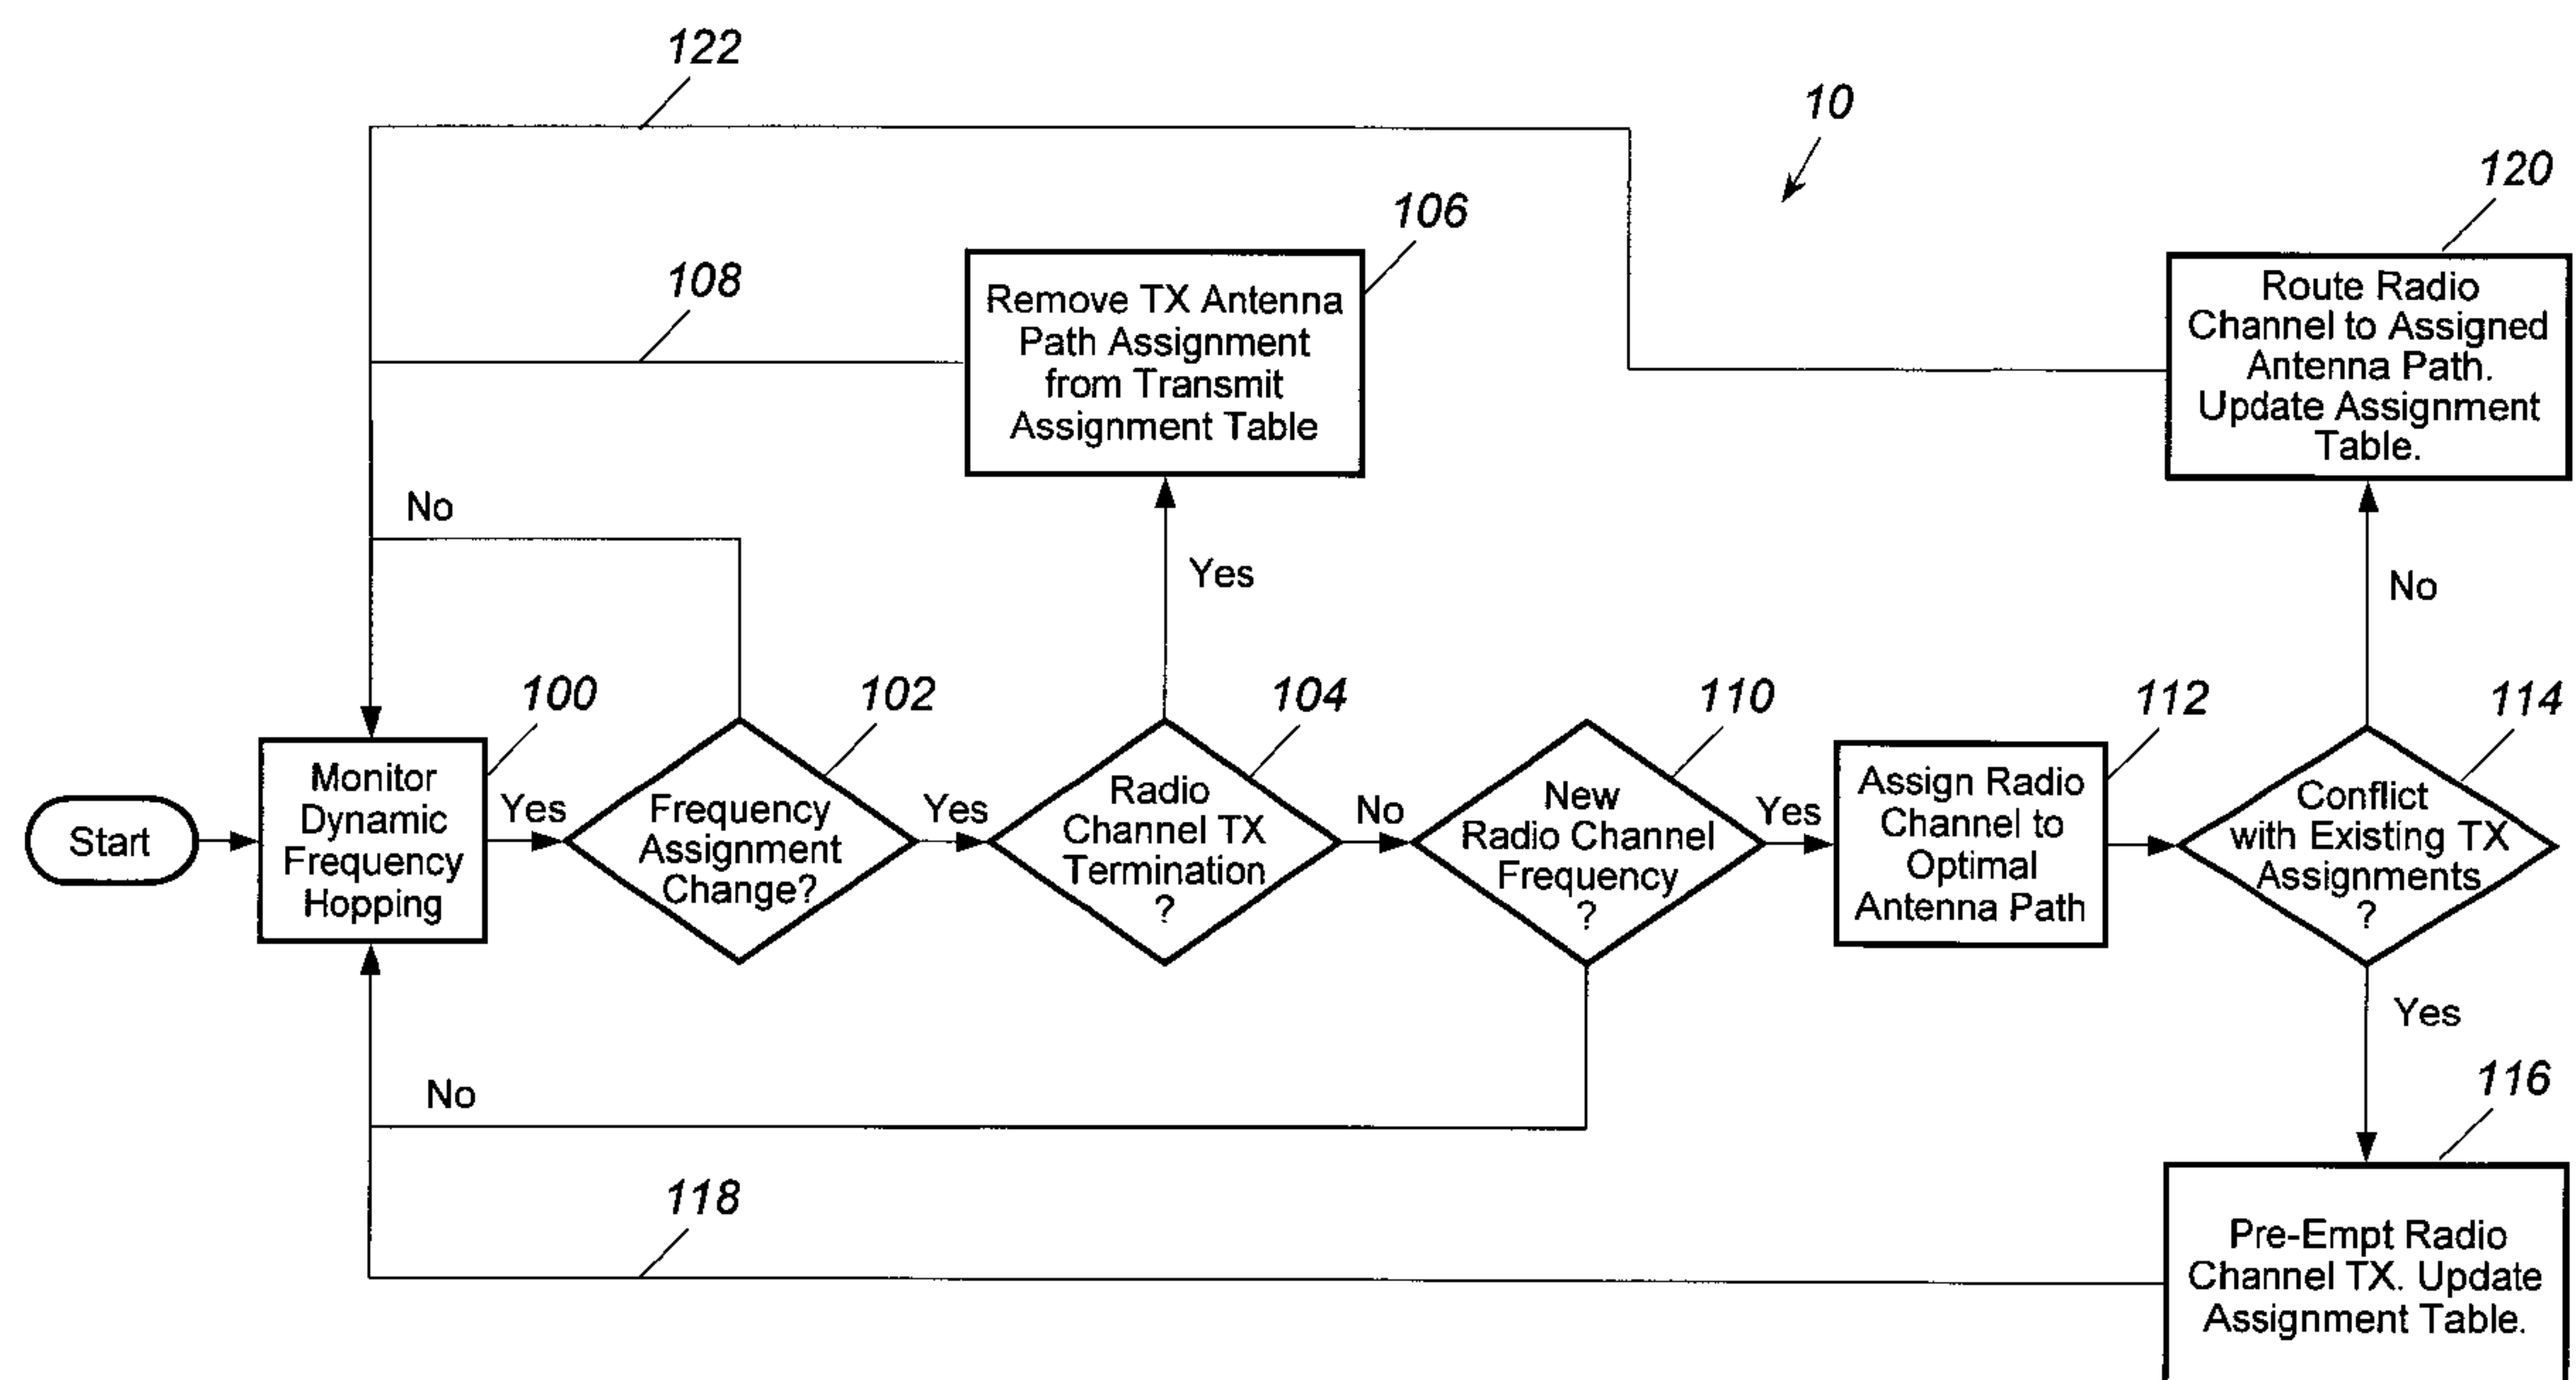 122
10
120
106
108
Remove TX Antenna
Path Assignment
from Transmit
Assignment Table
Route Radio
Channel to Assigned
Antenna Path.
Update Assignment
Table.
No
Yes
No
100
102
104
110
112
114
Start
Monitor
Dynamic
Frequency
Hopping
Yes
Frequency
Assignment
Change?
Yes
Radio
Channel TX
Termination
?
No
New
Radio Channel
Frequency
?
Yes
Assign Radio
Channel to
Optimal
Antenna Path
Conflict
with Existing TX
Assignments
?
Yes
No
116
118
Pre-Empt Radio
Channel TX. Update
Assignment Table.